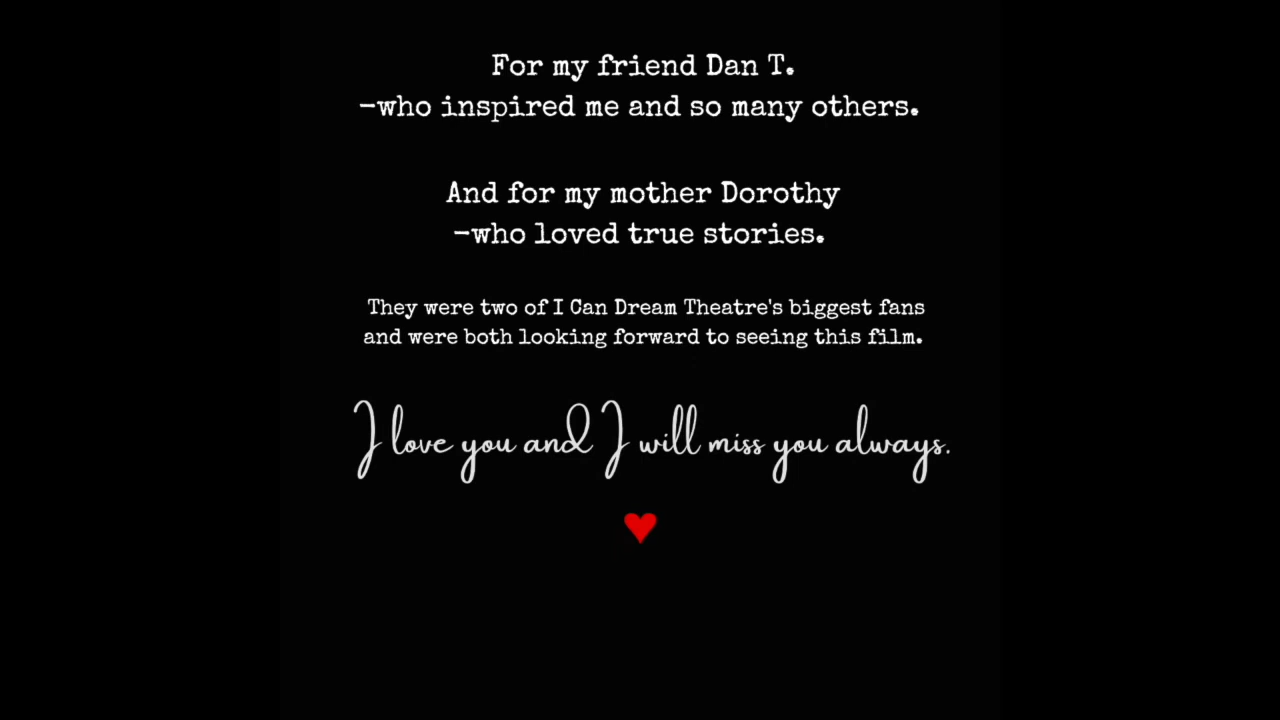 For my friend Dan T.
-who inspired me and so many others.
And for my mother Dorothy
-who loved true stories.
They were two of I Can Dream Theatre's biggest fans
and were both looking forward to seeing this film.
I love you and I will miss you always.